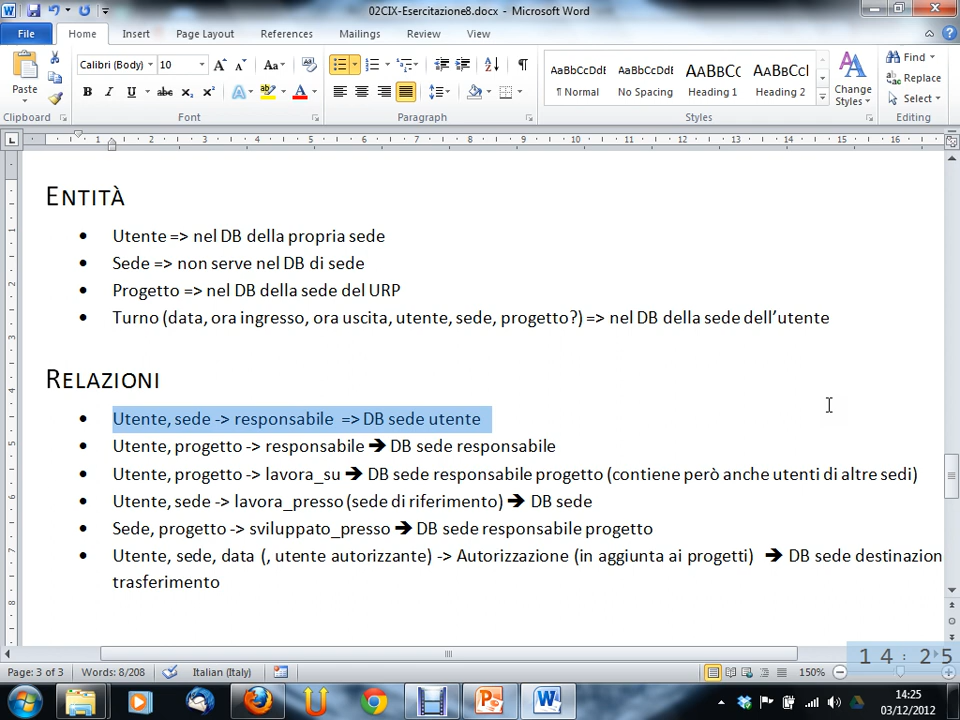 02CIX-Esercitazione8.docx - Microsoft Word
File Home Insert Page Layout References Mailings Review View
Paste
Calibri (Body) 10
Clipboard Font Paragraph Styles Editing
AaBbCcDdE AaBbCcDdE AaBbCc AaBbCcI
¶ Normal No Spacing Heading 1 Heading 2
Change Styles
Find
Replace
Select
ENTITÀ
• Utente => nel DB della propria sede
• Sede => non serve nel DB di sede
• Progetto => nel DB della sede del URP
• Turno (data, ora ingresso, ora uscita, utente, sede, progetto?) => nel DB della sede dell’utente
RELAZIONI
• Utente, sede -> responsabile => DB sede utente
• Utente, progetto -> responsabile ➔ DB sede responsabile
• Utente, progetto -> lavora_su ➔ DB sede responsabile progetto (contiene però anche utenti di altre sedi)
• Utente, sede -> lavora_presso (sede di riferimento) ➔ DB sede
• Sede, progetto -> sviluppato_presso ➔ DB sede responsabile progetto
• Utente, sede, data (, utente autorizzante) -> Autorizzazione (in aggiunta ai progetti) ➔ DB sede destinazion
trasferimento
14:25
Page: 3 of 3 Words: 8/208 Italian (Italy) 150%
14:25
03/12/2012